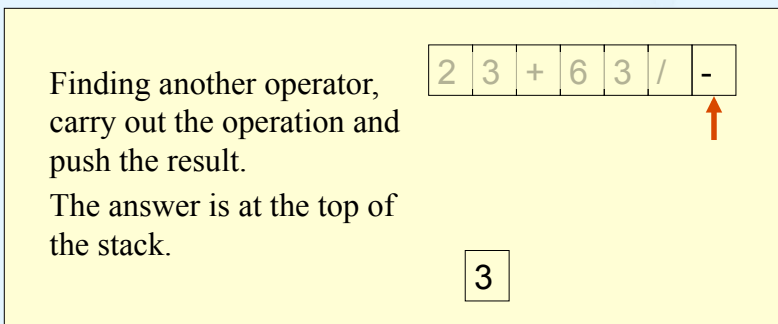 2 3 + 6 3 / -
Finding another operator,
carry out the operation and
push the result.
The answer is at the top of
the stack.
3